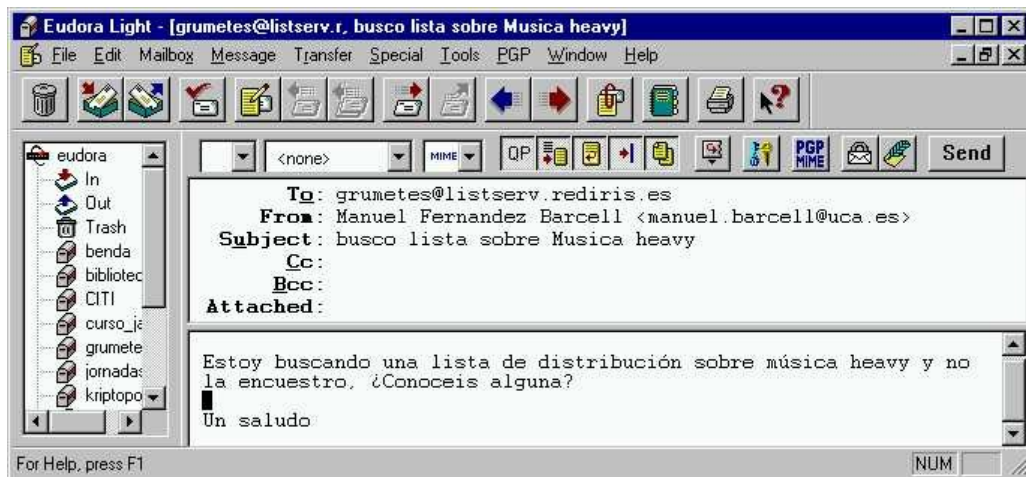 Eudora Light - [grumetes@listserv.r, busco lista sobre Musica heavy]
File Edit Mailbox Message Transfer Special Tools PGP Window Help
<none> MIME QP PGP MIME Send
eudora
In
Out
Trash
benda
bibliotec
CITI
curso_ja
grumete
jornada
kriptopo
To: grumetes@listserv.rediris.es
From: Manuel Fernandez Barcell <manuel.barcell@uca.es>
Subject: busco lista sobre Musica heavy
Cc:
Bcc:
Attached:
Estoy buscando una lista de distribución sobre música heavy y no
la encuestro, ¿Conoceis alguna?
Un saludo
For Help, press F1 NUM